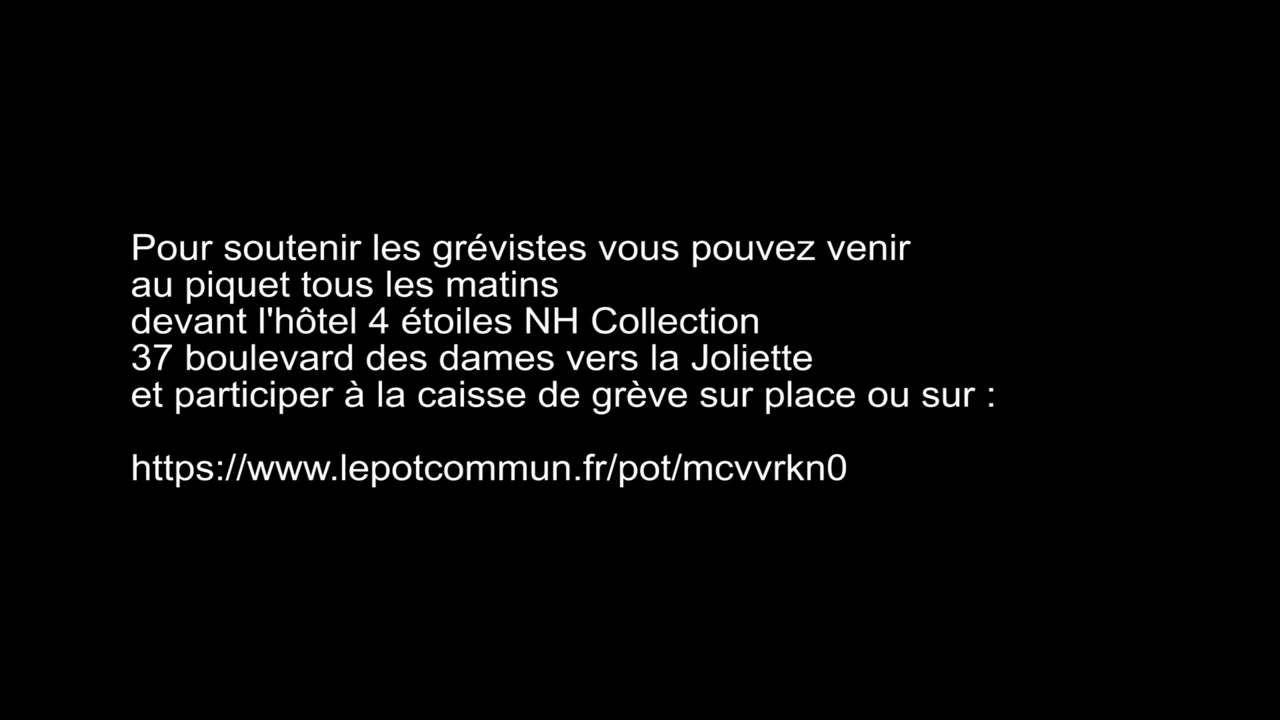 Pour soutenir les grévistes vous pouvez venir
au piquet tous les matins
devant l'hôtel 4 étoiles NH Collection
37 boulevard des dames vers la Joliette
et participer à la caisse de grève sur place ou sur :
https://www.lepotcommun.fr/pot/mcvvrkn0